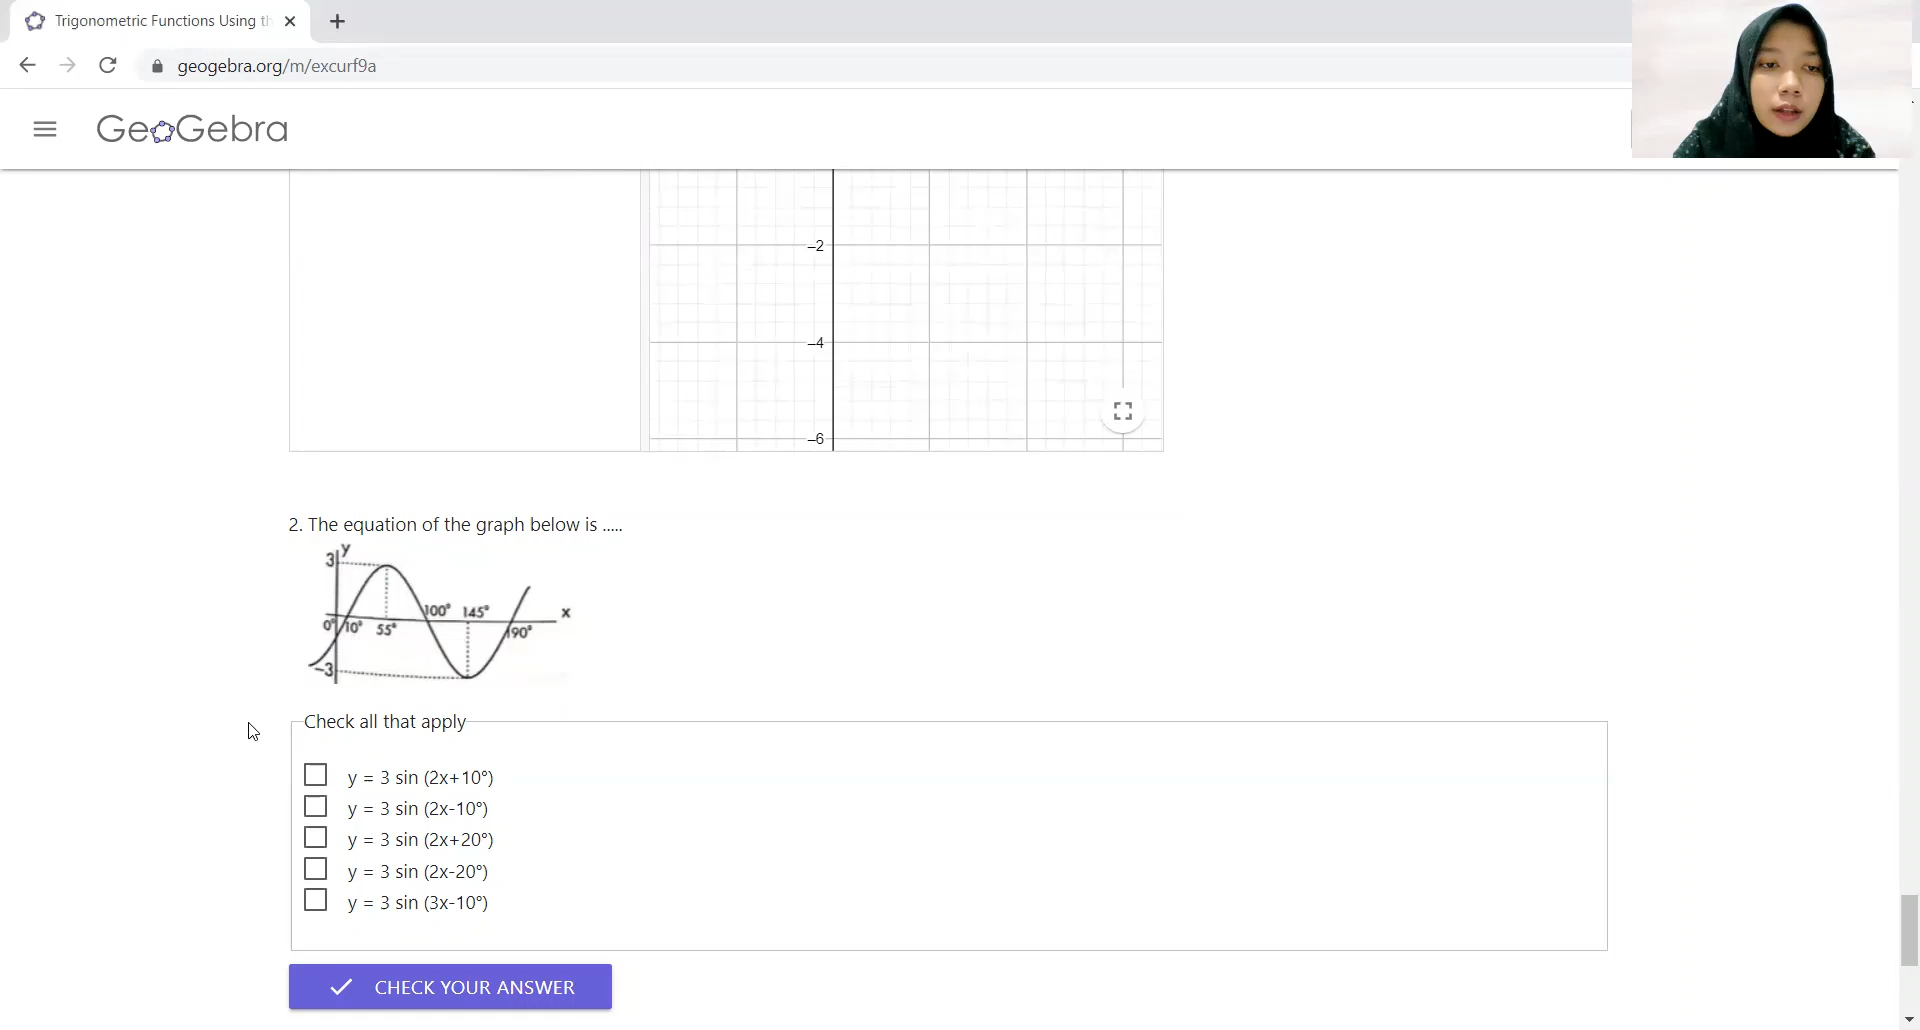 Trigonometric Functions Using th
geogebra.org/m/excurf9a
GeoGebra
–2
–4
–6
2. The equation of the graph below is .....
y
3
100° 145° x
0° 10° 55° 190°
–3
Check all that apply
y = 3 sin (2x+10°)
y = 3 sin (2x-10°)
y = 3 sin (2x+20°)
y = 3 sin (2x-20°)
y = 3 sin (3x-10°)
CHECK YOUR ANSWER